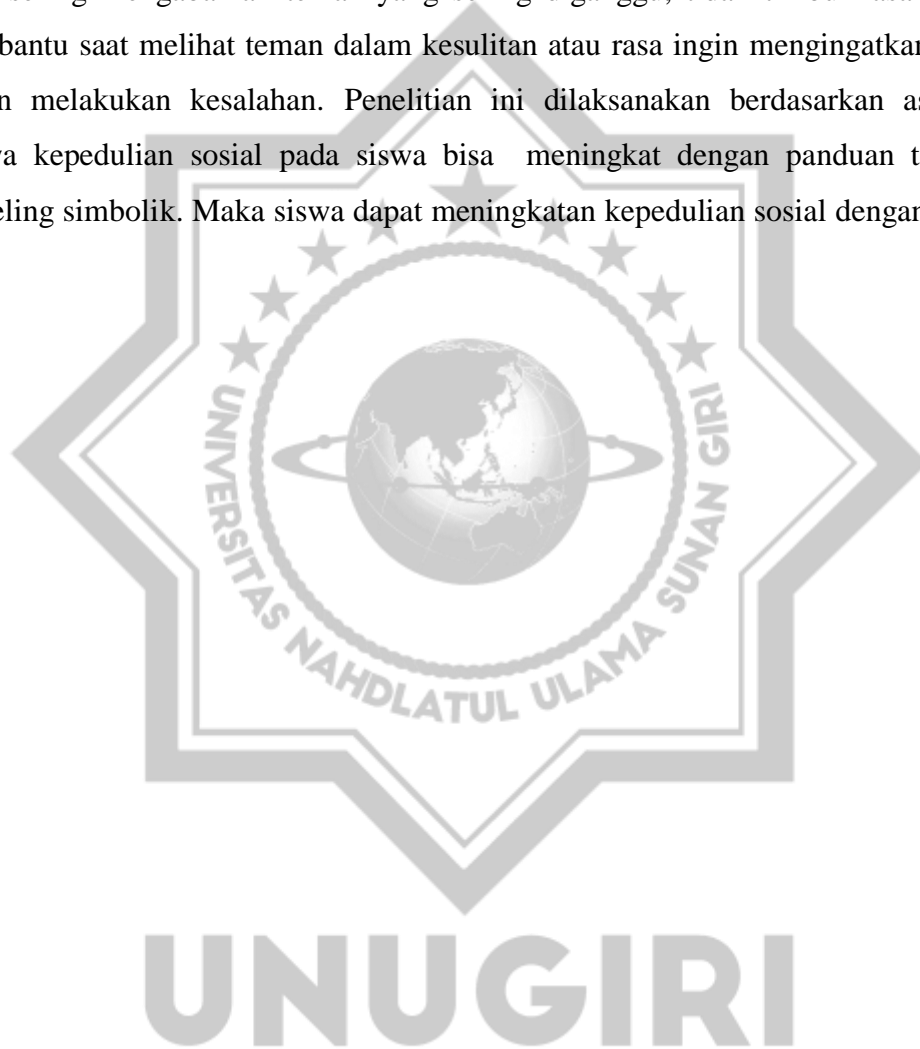 bantu saat melihat teman dalam kesulitan atau rasa ingin mengingatkan
melakukan kesalahan. Penelitian ini dilaksanakan berdasarkan
kepedulian sosial pada siswa bisa meningkat dengan panduan
simbolik. Maka siswa dapat meningkatan kepedulian sosial dengan
UNIVERSITAS NAHDLATUL ULAMA SUNAN GIRI
UNUGIRI